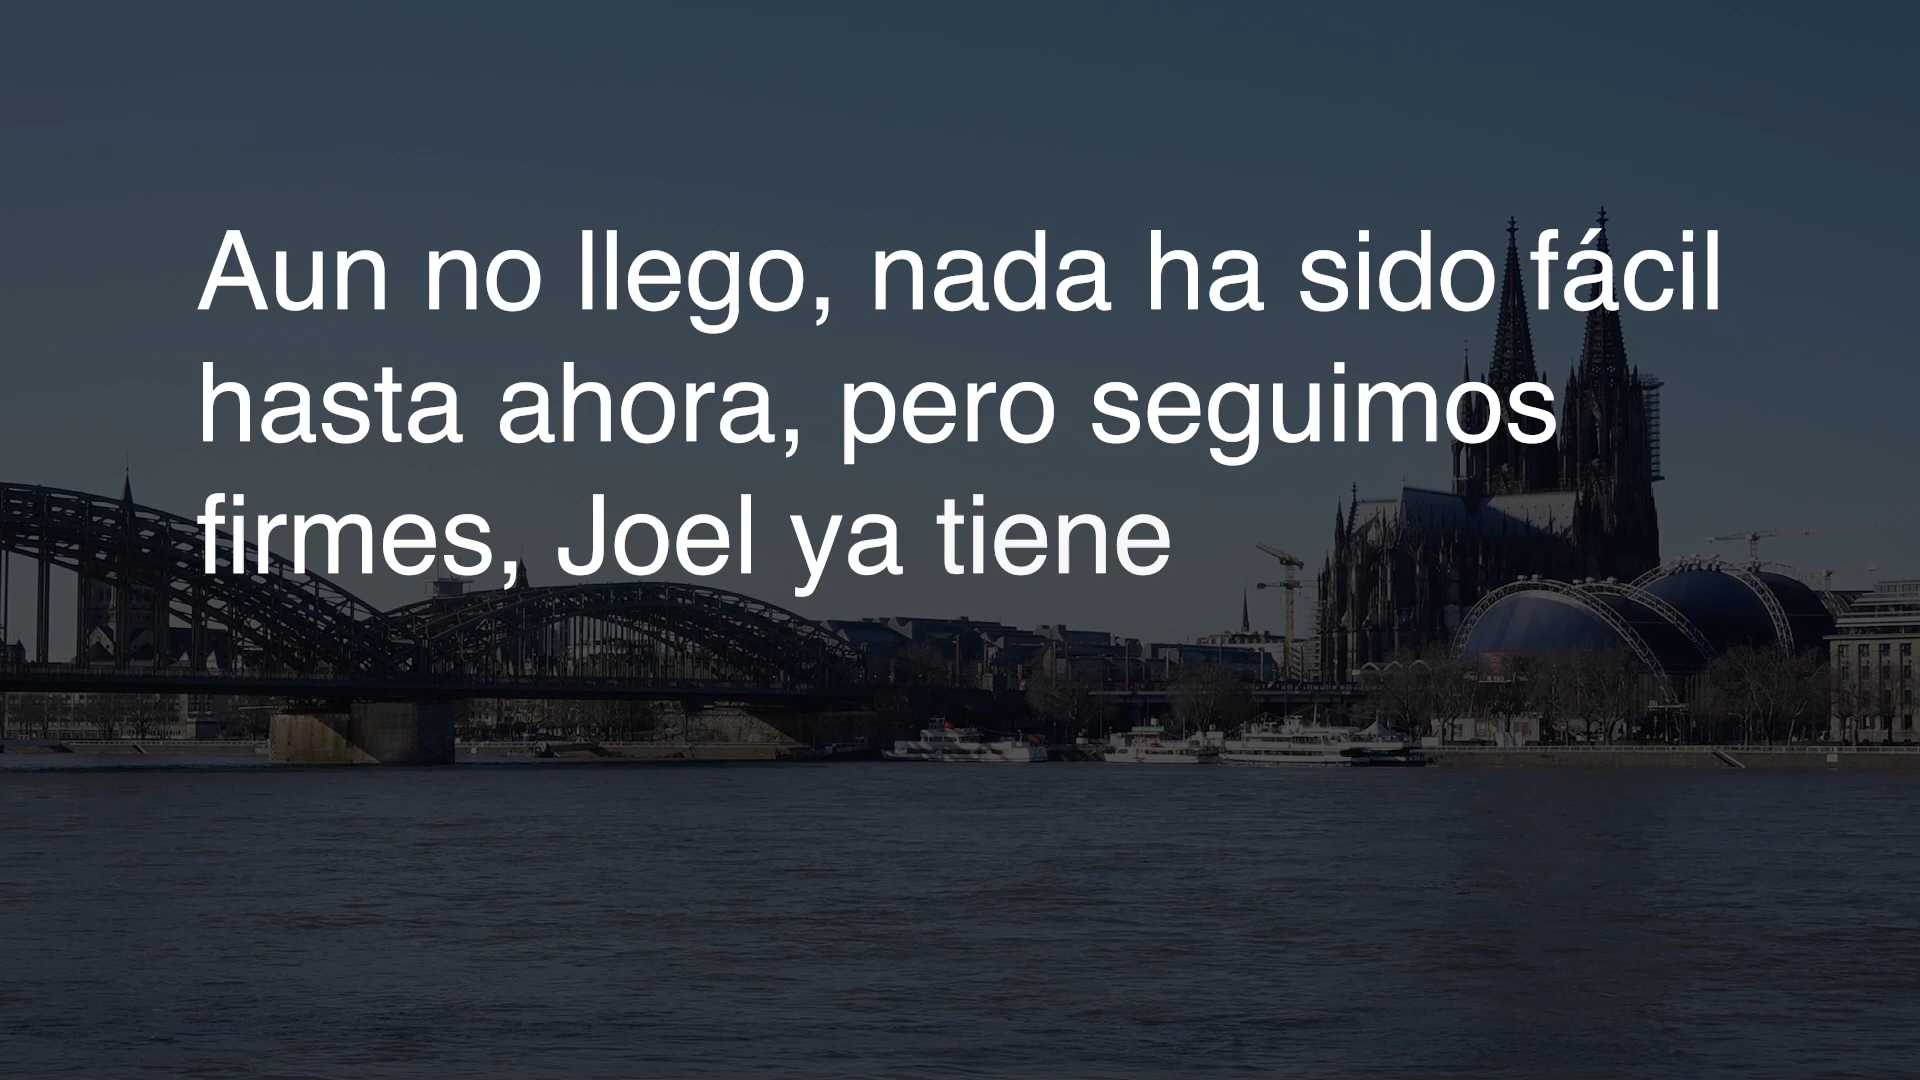 Aun no llego, nada ha sido fácil
hasta ahora, pero seguimos
firmes, Joel ya tiene